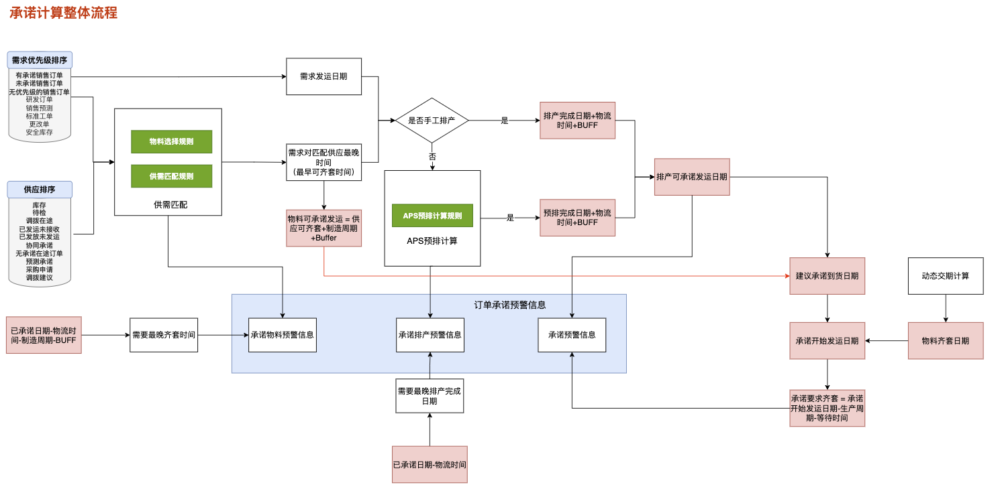 承诺计算整体流程
需求优先级排序
有承诺销售订单
未承诺销售订单
无优先级的销售订单
研发订单
销售预测
标准工单
更改单
安全库存
供应排序
库存
待检
调拨在途
已发运未接收
已发放未发运
协同承诺
无承诺在途订单
预测承诺
采购申请
调拨建议
物料选择规则
供需匹配规则
供需匹配
需求发运日期
需求对匹配供应最晚
时间
（最早可齐套时间）
物料可承诺发运 = 供
应可齐套+制造周期
+Buffer
是否手工排产
是
否
APS预排计算规则
APS预排计算
是
排产完成日期+物流
时间+BUFF
预排完成日期+物流
时间+BUFF
排产可承诺发运日期
建议承诺到货日期
动态交期计算
承诺开始发运日期
物料齐套日期
承诺要求齐套 = 承诺
开始发运日期-生产周
期-等待时间
订单承诺预警信息
已承诺日期-物流时
间-制造周期-BUFF
需要最晚齐套时间
承诺物料预警信息
承诺排产预警信息
承诺预警信息
需要最晚排产完成
日期
已承诺日期-物流时间